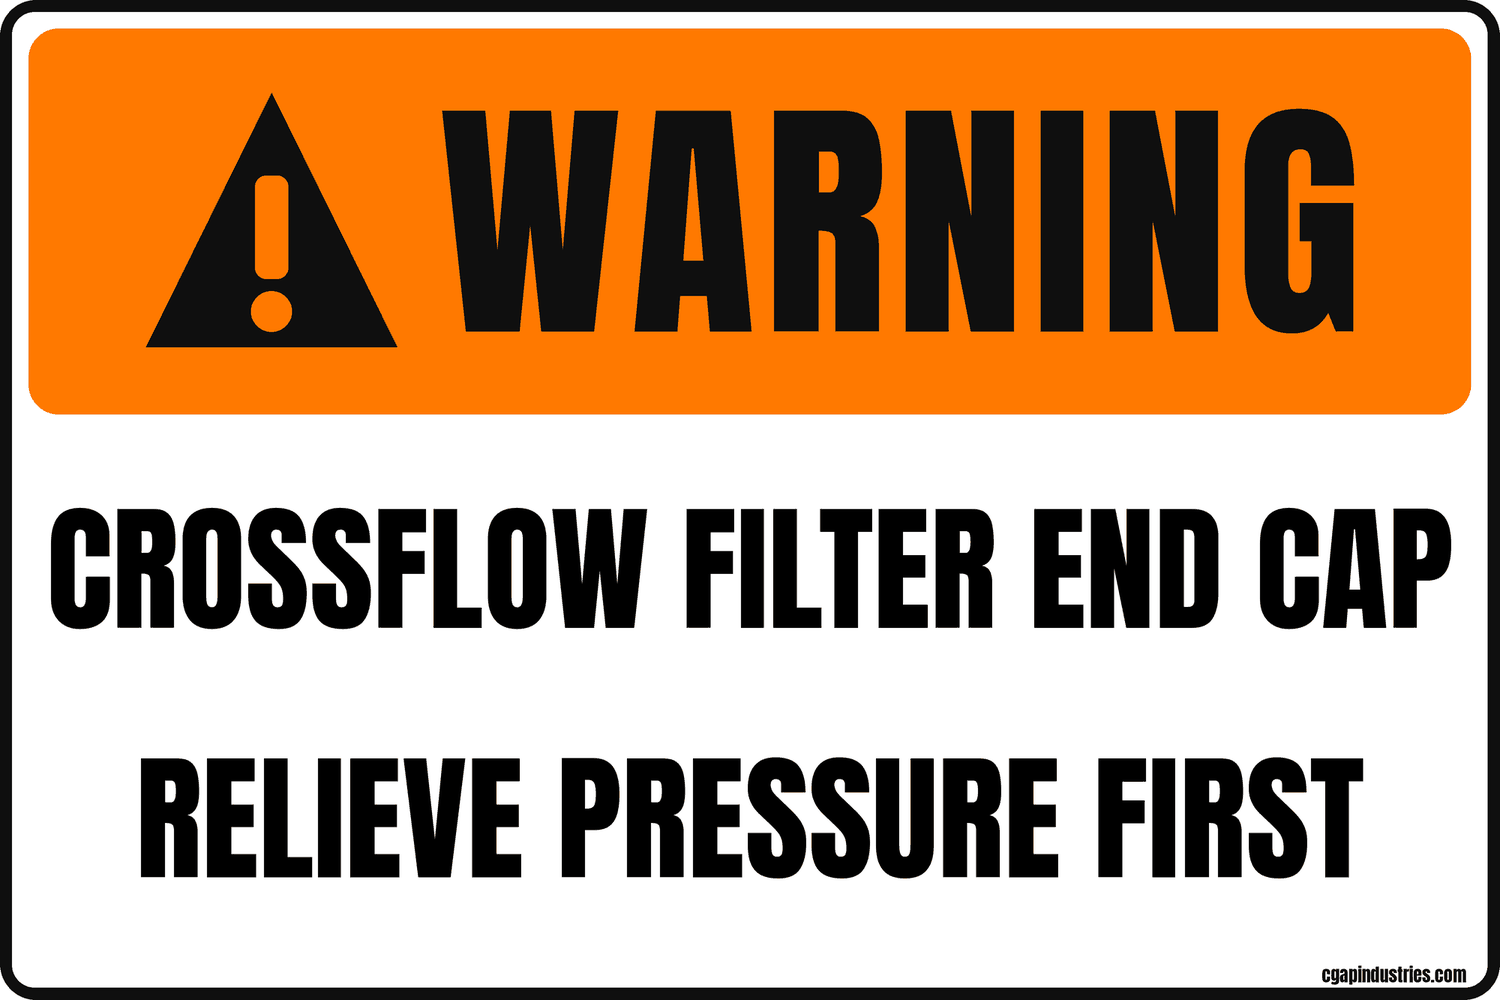 WARNING
CROSSFLOW FILTER END CAP
RELIEVE PRESSURE FIRST
cgapindustries.com